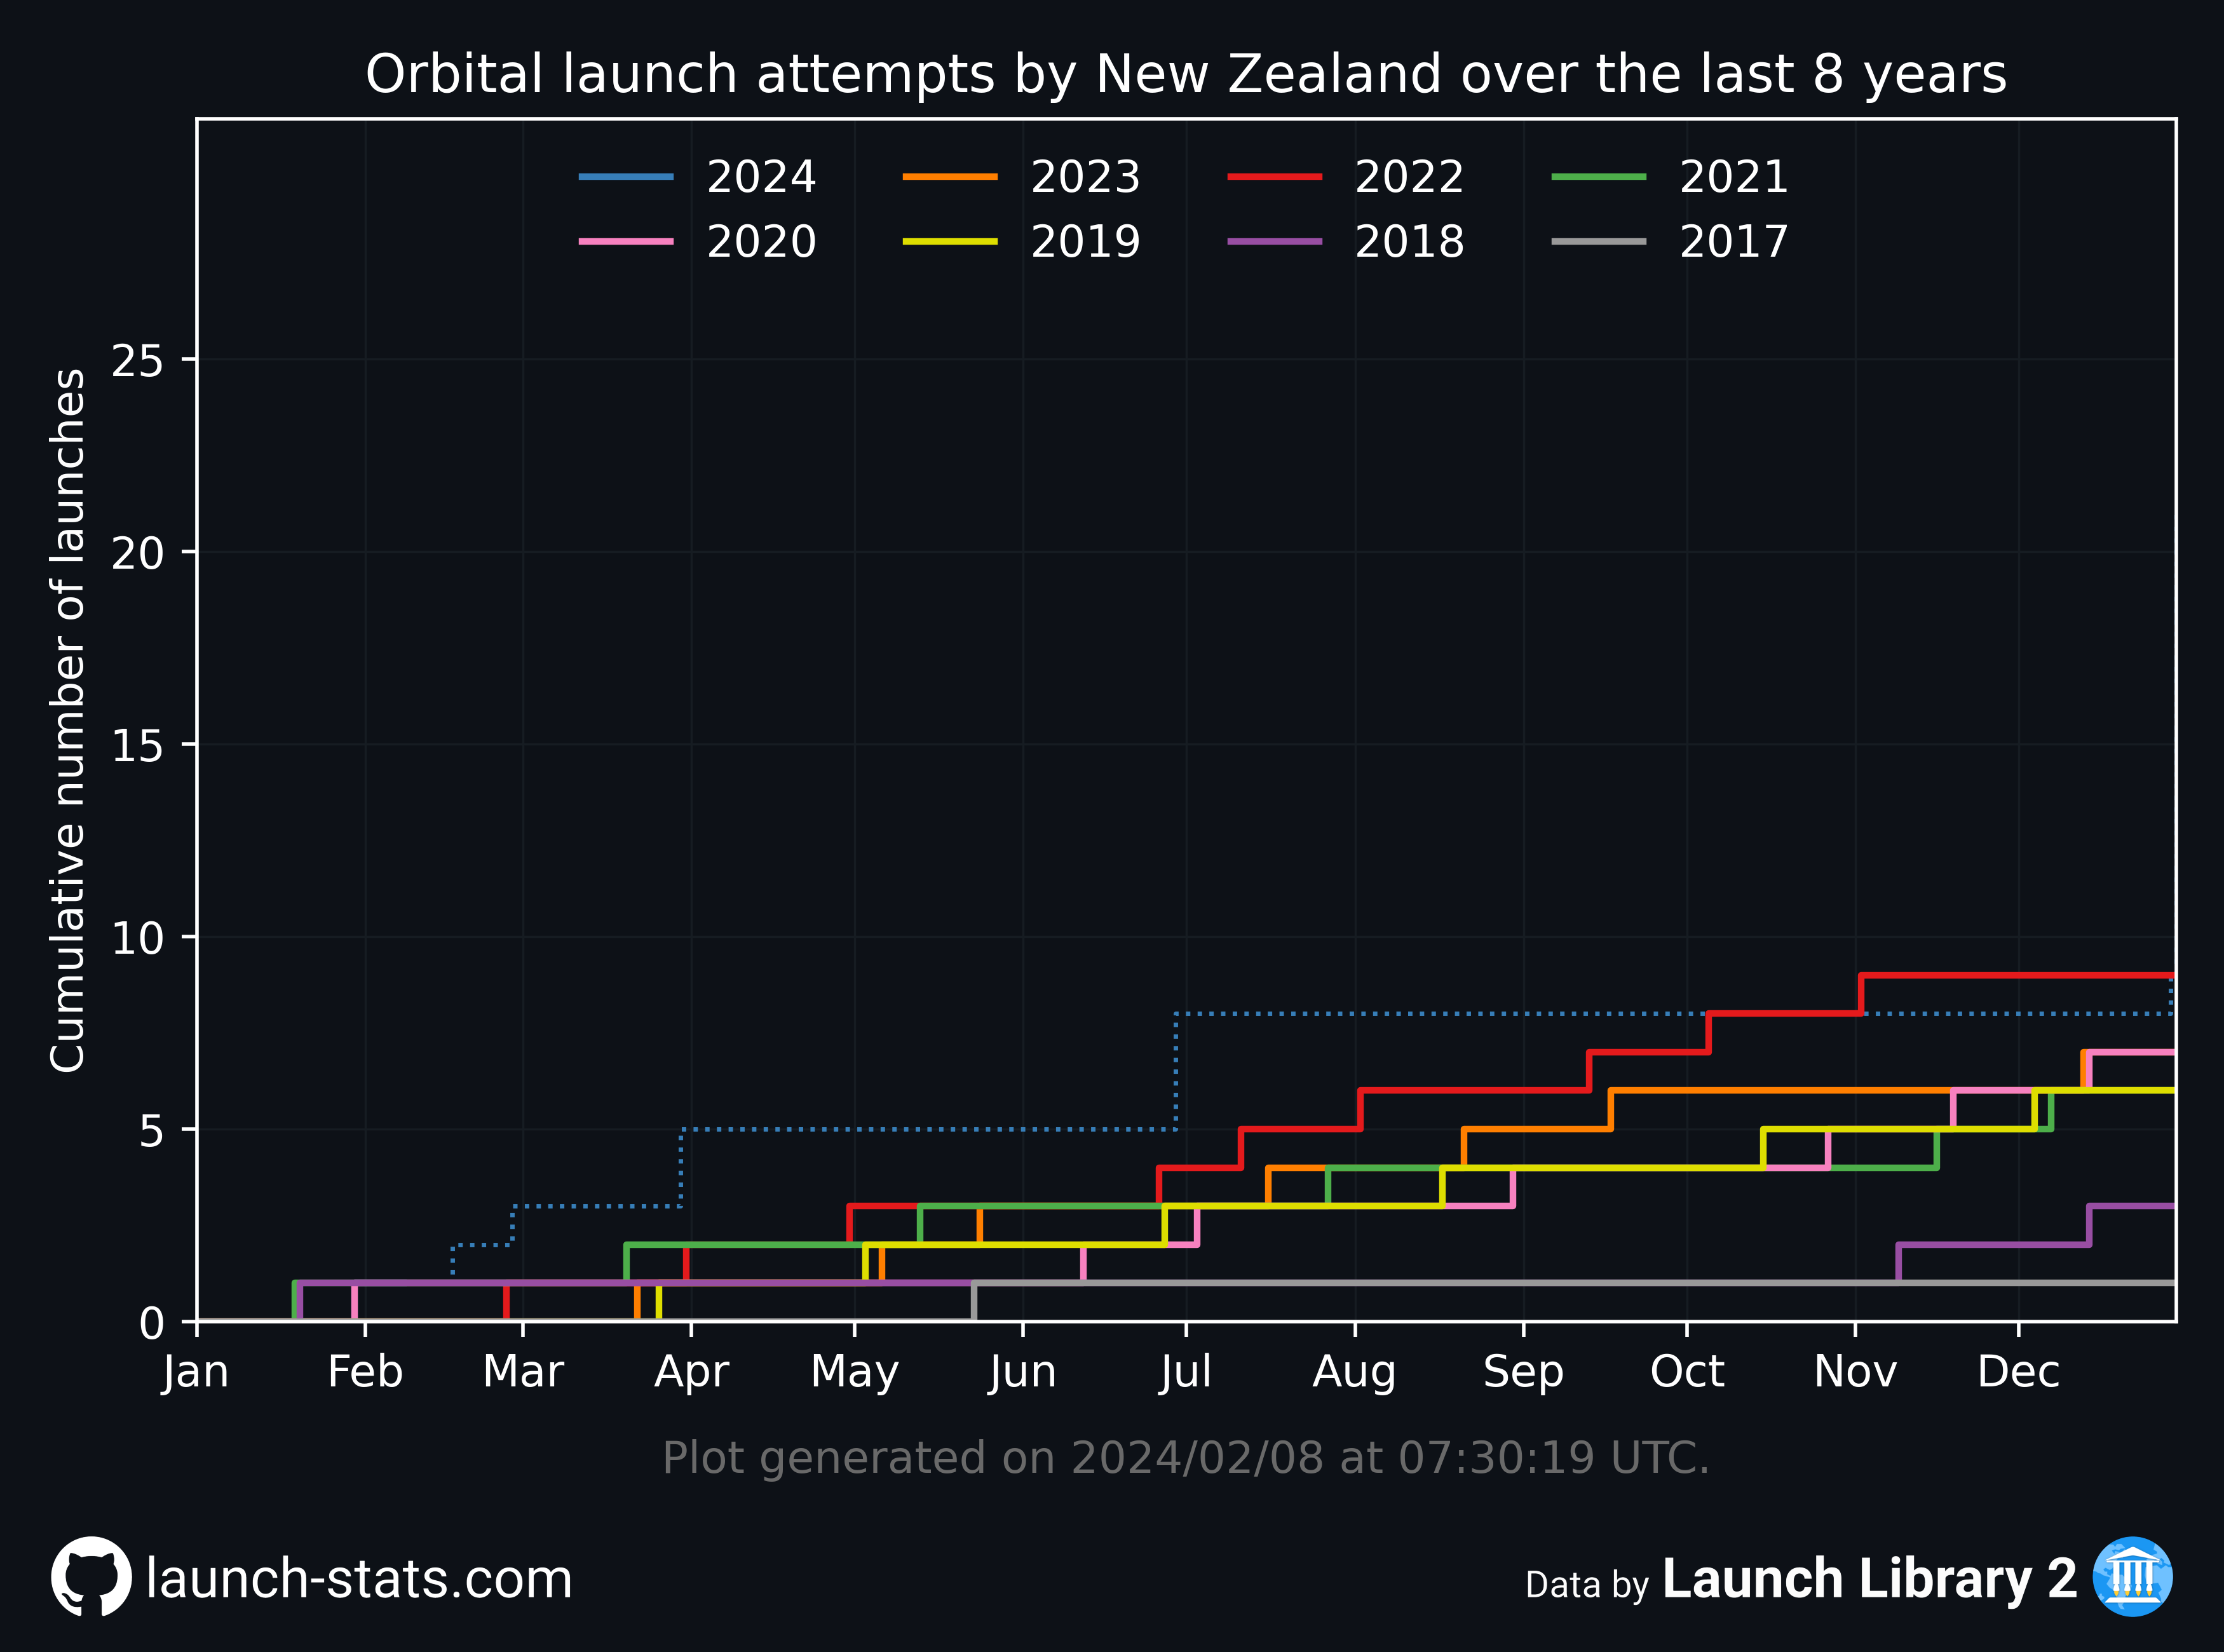 Orbital launch attempts by New Zealand over the last 8 years
2024 2023 2022 2021
2020 2019 2018 2017
Cumulative number of launches
25
20
15
10
5
0
Jan Feb Mar Apr May Jun Jul Aug Sep Oct Nov Dec
Plot generated on 2024/02/08 at 07:30:19 UTC.
launch-stats.com
Data by Launch Library 2